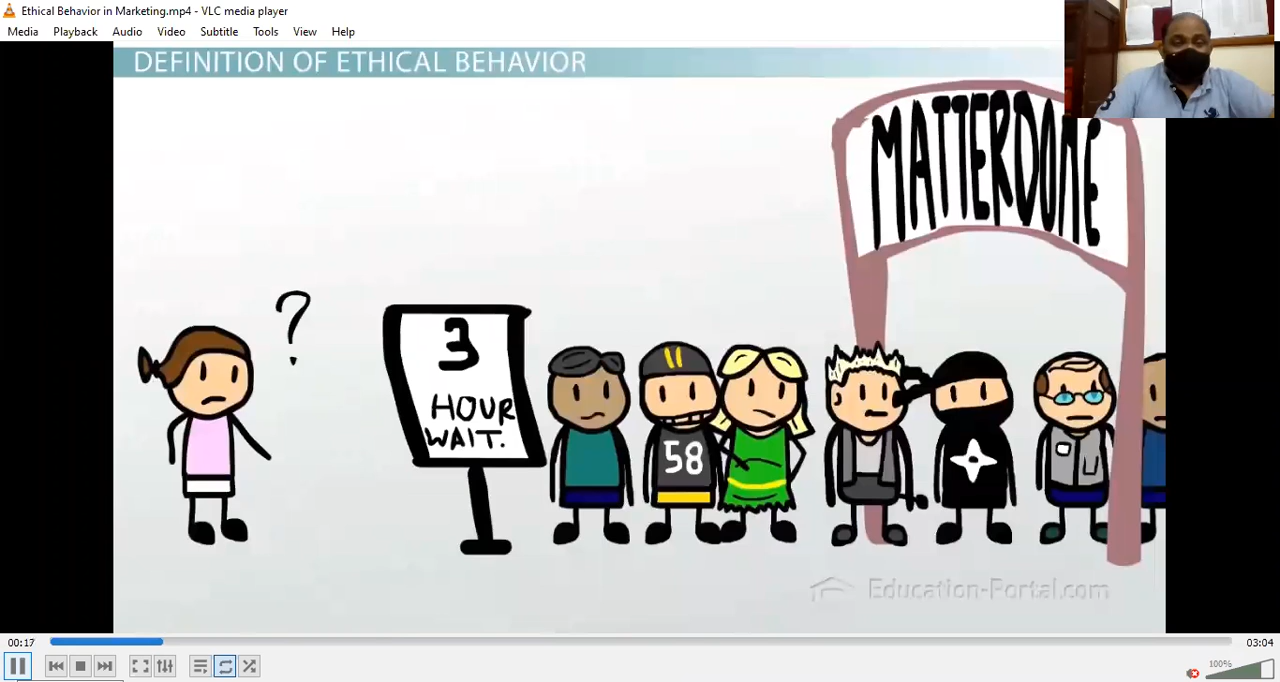 Ethical Behavior in Marketing.mp4 - VLC media player
Media Playback Audio Video Subtitle Tools View Help
DEFINITION OF ETHICAL BEHAVIOR
MATTERDOME
?
3
HOUR
WAIT.
58
Education-Portal.com
00:17
03:04
100%